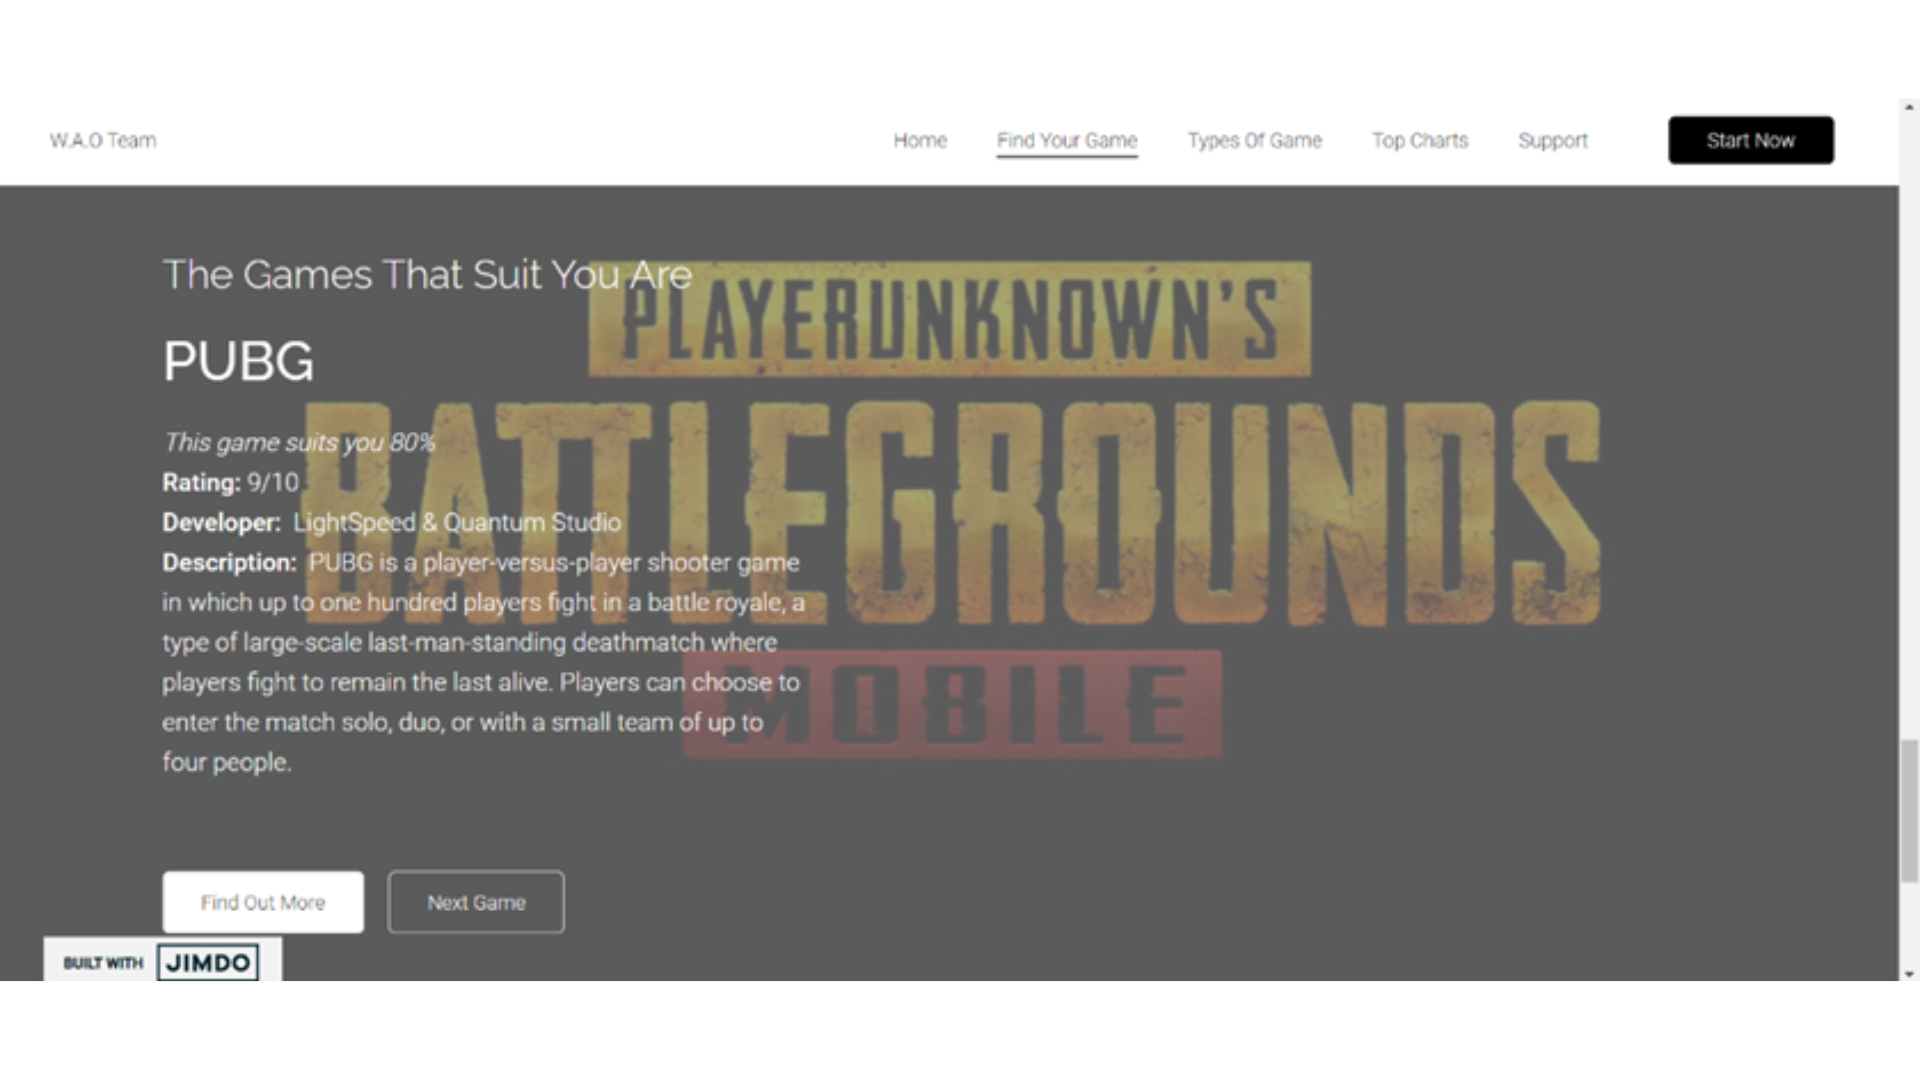 W.A.O Team
Home
Find Your Game
Types Of Game
Top Charts
Support
Start Now
The Games That Suit You Are
PLAYERUNKNOWN'S
BATTLEGROUNDS
MOBILE
PUBG
This game suits you 80%
Rating: 9/10
Developer: LightSpeed & Quantum Studio
Description: PUBG is a player-versus-player shooter game
in which up to one hundred players fight in a battle royale, a
type of large-scale last-man-standing deathmatch where
players fight to remain the last alive. Players can choose to
enter the match solo, duo, or with a small team of up to
four people.
Find Out More
Next Game
BUILT WITH JIMDO